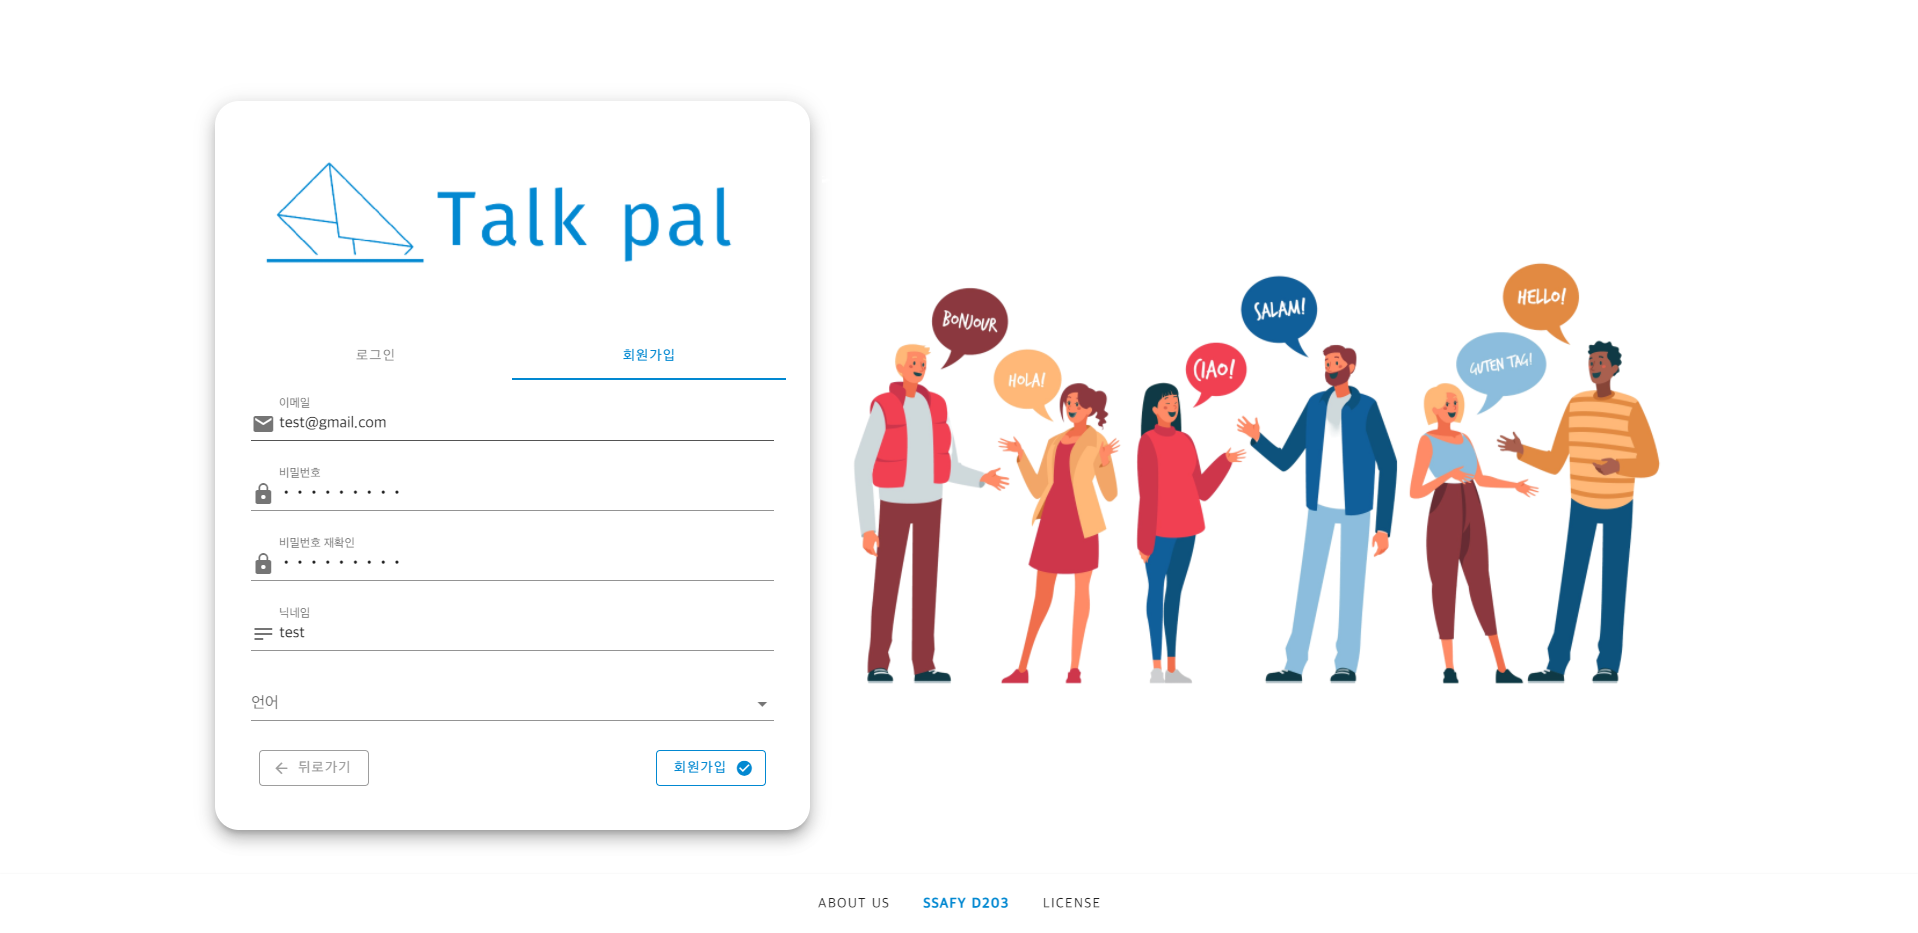 Talk pal
로그인
회원가입
이메일
test@gmail.com
비밀번호
•••••••••
비밀번호 재확인
•••••••••
닉네임
test
언어
뒤로가기
회원가입
BONJOUR
HOLA!
CIAO!
SALAM!
GUTEN TAG!
HELLO!
ABOUT US
SSAFY D203
LICENSE